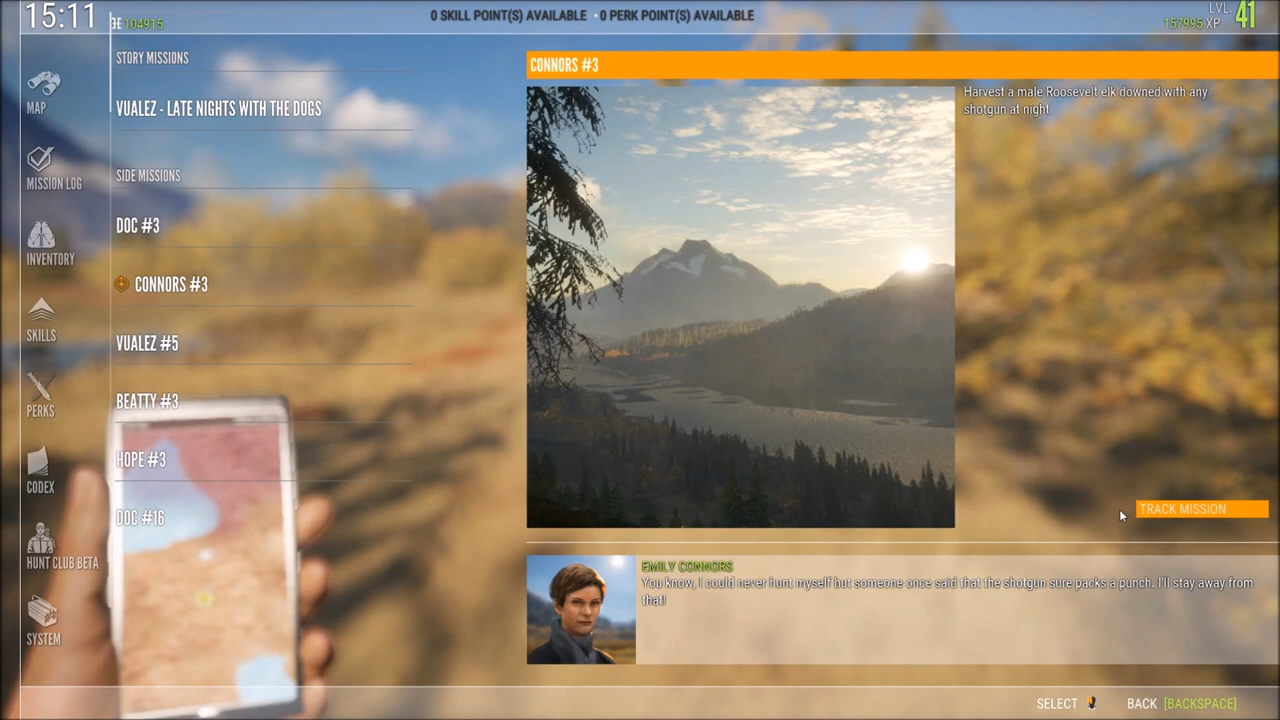 15:11
104915
0 SKILL POINT(S) AVAILABLE • 0 PERK POINT(S) AVAILABLE
LVL. 41
157995 XP
MAP
MISSION LOG
INVENTORY
SKILLS
PERKS
CODEX
HUNT CLUB BETA
SYSTEM
STORY MISSIONS
VUALEZ - LATE NIGHTS WITH THE DOGS
SIDE MISSIONS
DOC #3
CONNORS #3
VUALEZ #5
BEATTY #3
HOPE #3
DOC #16
CONNORS #3
Harvest a male Roosevelt elk downed with any
shotgun at night.
TRACK MISSION
EMILY CONNORS
You know, I could never hunt myself but someone once said that the shotgun sure packs a punch. I'll stay away from
that!
SELECT
BACK [BACKSPACE]